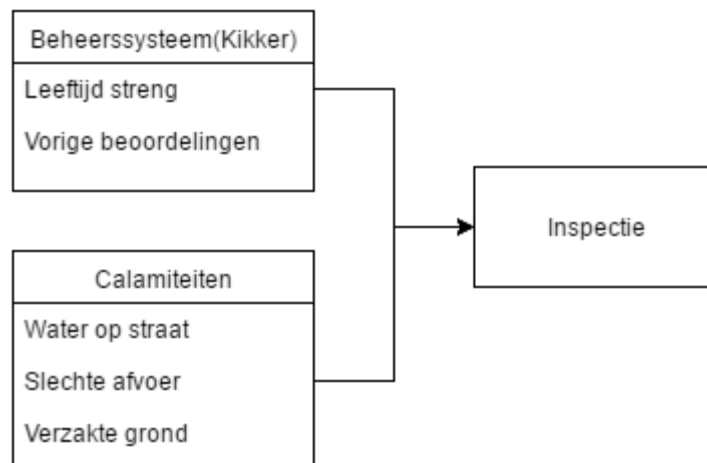 Beheerssysteem(Kikker)
Leeftijd streng
Vorige beoordelingen
Inspectie
Calamiteiten
Water op straat
Slechte afvoer
Verzakte grond